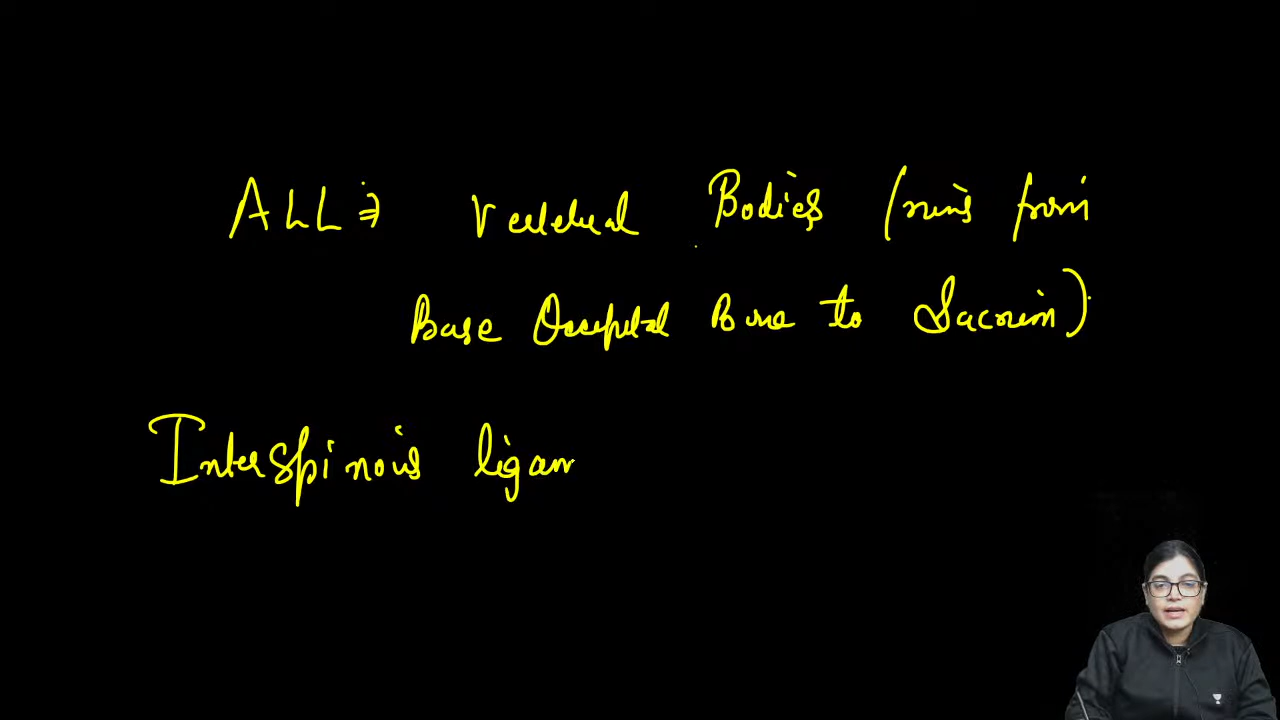 ALL ⇒ Vertebral Bodies (runs from
Base Occipital Bone to Sacrum)
Interspinous ligam